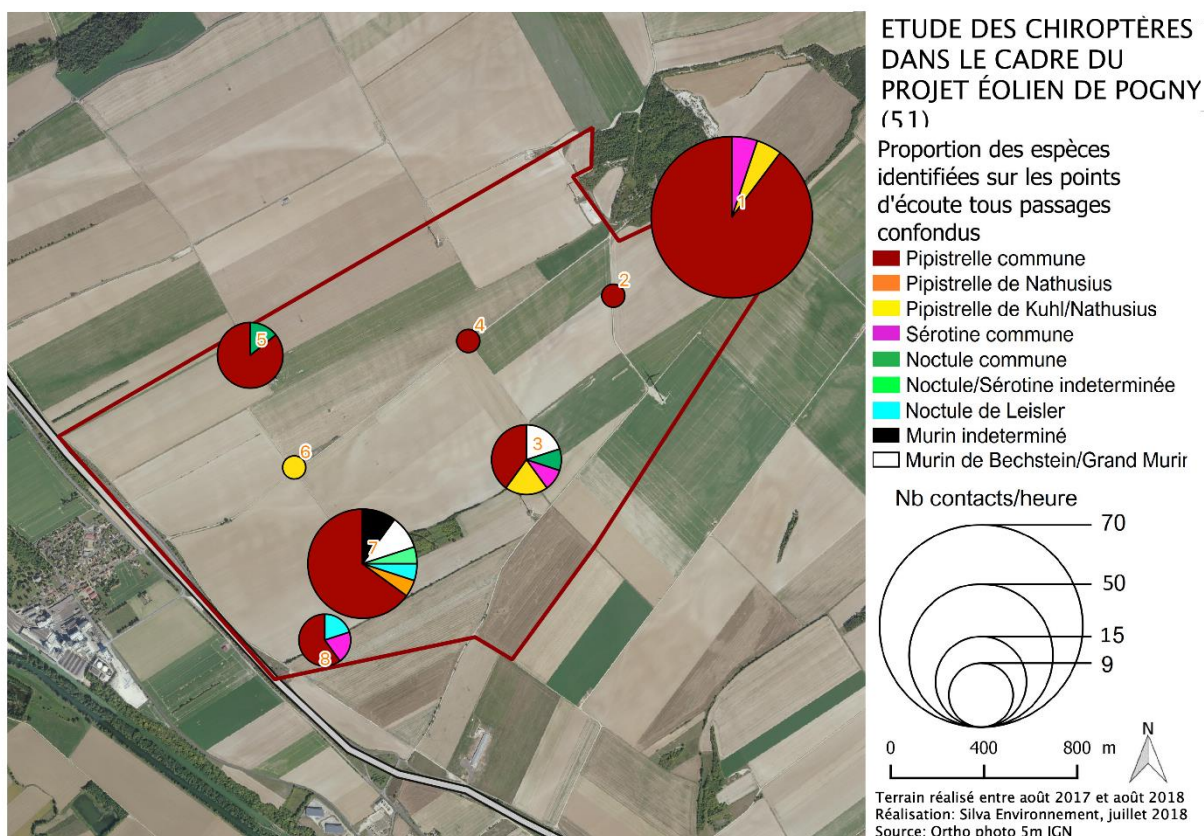 ETUDE DES CHIROPTÈRES
DANS LE CADRE DU
PROJET ÉOLIEN DE POGNY
(51)
Proportion des espèces
identifiées sur les points
d'écoute tous passages
confondus
Pipistrelle commune
Pipistrelle de Nathusius
Pipistrelle de Kuhl/Nathusius
Sérotine commune
Noctule commune
Noctule/Sérotine indeterminée
Noctule de Leisler
Murin indeterminé
Murin de Bechstein/Grand Murin
Nb contacts/heure
70
50
15
9
0 400 800 m
N
Terrain réalisé entre août 2017 et août 2018
Réalisation: Silva Environnement, juillet 2018
Source: Ortho photo 5m IGN
1
2
4
5
3
6
7
8